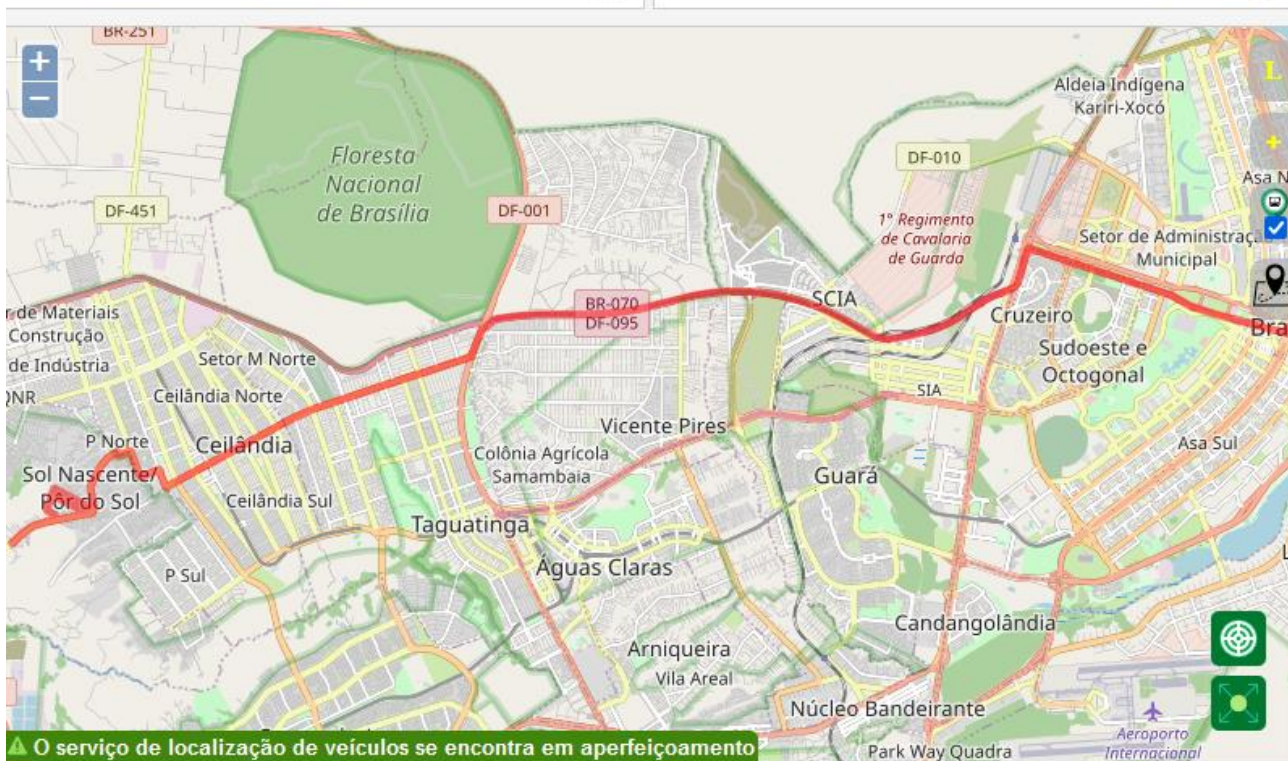 BR-251
+
−
L
Aldeia Indígena
Kariri-Xocó
Floresta
Nacional
de Brasília
DF-010
+
Asa N
DF-451
DF-001
1° Regimento
de Cavalaria
de Guarda
Setor de Administraç
Municipal
BR-070
DF-095
SCIA
r de Materiais
Construção
Cruzeiro
Bra
Setor M Norte
de Indústria
Sudoeste e
Octogonal
QNR
Ceilândia Norte
SIA
P Norte
Ceilândia
Vicente Pires
Asa Sul
Colônia Agrícola
Samambaia
Sol Nascente/
Pôr do Sol
Guará
Ceilândia Sul
Taguatinga
P Sul
Águas Claras
Candangolândia
Arniqueira
Vila Areal
Núcleo Bandeirante
Aeroporto
Internacional
Park Way Quadra
O serviço de localização de veículos se encontra em aperfeiçoamento